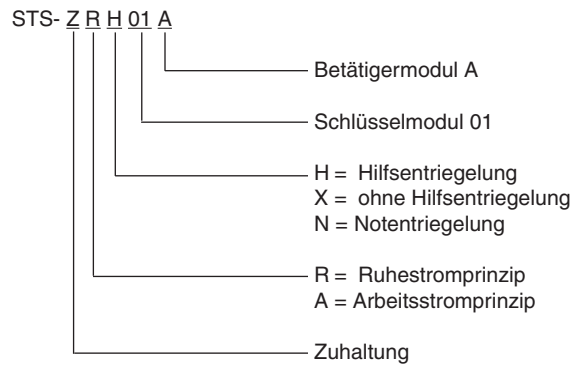 STS- Z R H 01 A
Betätigermodul A
Schlüsselmodul 01
H = Hilfsentriegelung
X = ohne Hilfsentriegelung
N = Notentriegelung
R = Ruhestromprinzip
A = Arbeitsstromprinzip
Zuhaltung